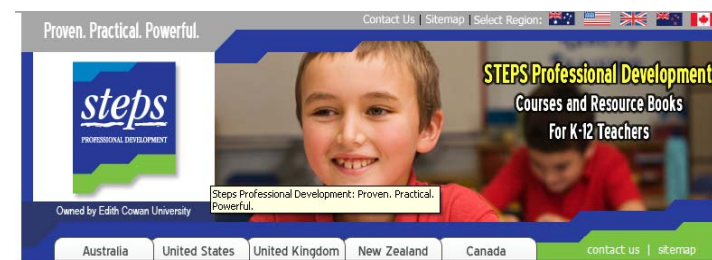 Proven. Practical. Powerful.
Contact Us | Sitemap | Select Region:
STEPS Professional Development
Courses and Resource Books
For K-12 Teachers
steps
PROFESSIONAL DEVELOPMENT
Steps Professional Development: Proven. Practical.
Powerful.
Owned by Edith Cowan University
Australia
United States
United Kingdom
New Zealand
Canada
contact us | sitemap